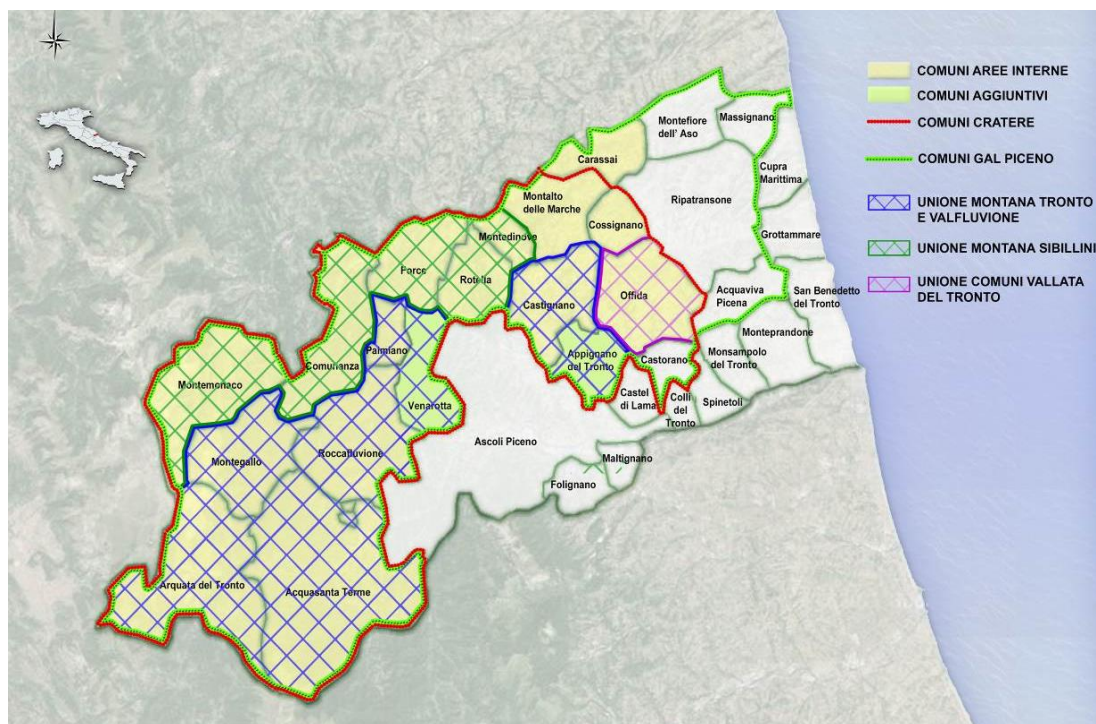 COMUNI AREE INTERNE
COMUNI AGGIUNTIVI
COMUNI CRATERE
COMUNI GAL PICENO
UNIONE MONTANA TRONTO
E VALFLUVIONE
UNIONE MONTANA SIBILLINI
UNIONE COMUNI VALLATA
DEL TRONTO
Montefiore
dell' Aso
Massignano
Carassai
Cupra
Marittima
Montalto
delle Marche
Ripatransone
Cossignano
Montedinove
Grottammare
Force
Rotella
Offida
Acquaviva
Picena
San Benedetto
del Tronto
Castignano
Monteprandone
Palmiano
Appignano
del Tronto
Castorano
Monsampolo
del Tronto
Comunanza
Montemonaco
Castel
di Lama
Colli
del
Tronto
Spinetoli
Venarotta
Ascoli Piceno
Roccafluvione
Montegallo
Maltignano
Folignano
Arquata del Tronto
Acquasanta Terme